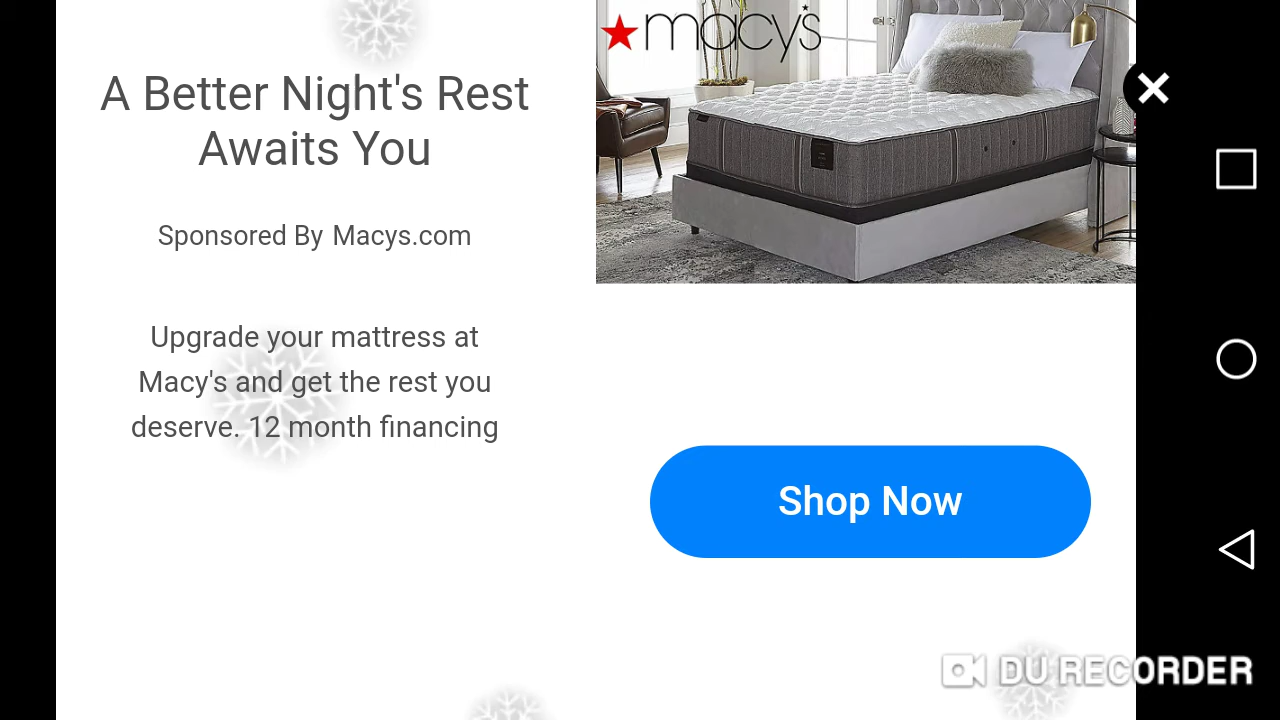 A Better Night's Rest
Awaits You
Sponsored By Macys.com
Upgrade your mattress at
Macy's and get the rest you
deserve. 12 month financing
macy's
Shop Now
DU RECORDER